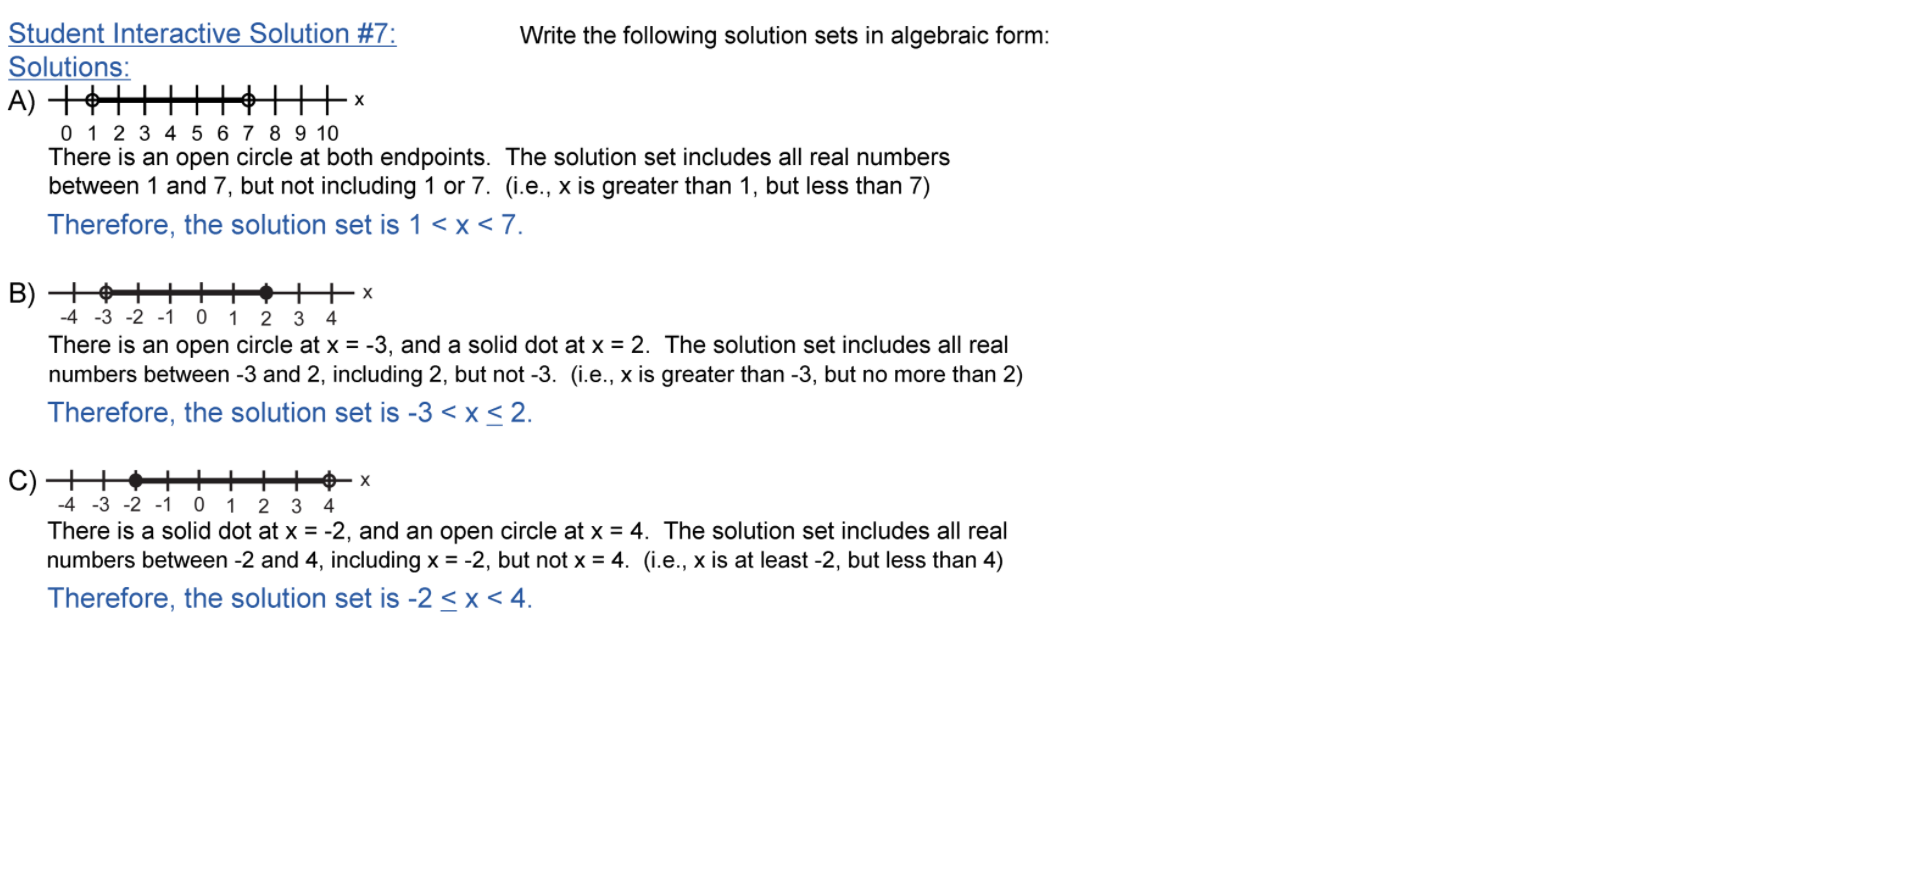 Student Interactive Solution #7: Write the following solution sets in algebraic form:
Solutions:
A) x
0 1 2 3 4 5 6 7 8 9 10
There is an open circle at both endpoints. The solution set includes all real numbers
between 1 and 7, but not including 1 or 7. (i.e., x is greater than 1, but less than 7)
Therefore, the solution set is 1 < x < 7.
B) x
-4 -3 -2 -1 0 1 2 3 4
There is an open circle at x = -3, and a solid dot at x = 2. The solution set includes all real
numbers between -3 and 2, including 2, but not -3. (i.e., x is greater than -3, but no more than 2)
Therefore, the solution set is -3 < x ≤ 2.
C) x
-4 -3 -2 -1 0 1 2 3 4
There is a solid dot at x = -2, and an open circle at x = 4. The solution set includes all real
numbers between -2 and 4, including x = -2, but not x = 4. (i.e., x is at least -2, but less than 4)
Therefore, the solution set is -2 ≤ x < 4.